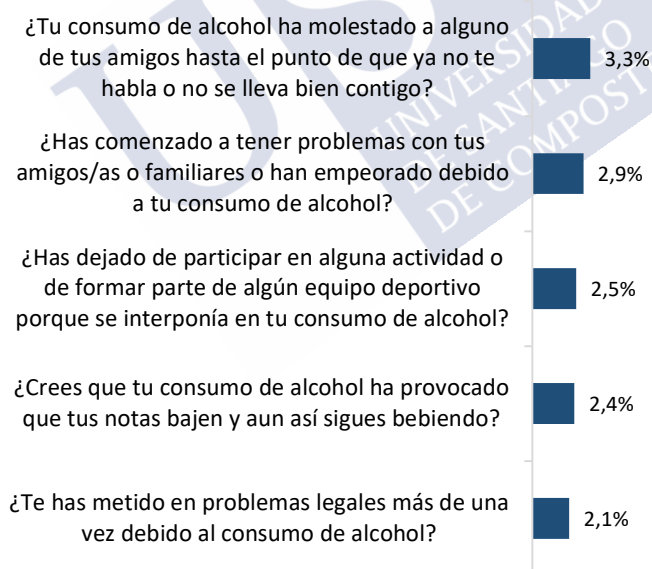 ¿Tu consumo de alcohol ha molestado a alguno
de tus amigos hasta el punto de que ya no te
habla o no se lleva bien contigo?
3,3%
¿Has comenzado a tener problemas con tus
amigos/as o familiares o han empeorado debido
a tu consumo de alcohol?
2,9%
¿Has dejado de participar en alguna actividad o
de formar parte de algún equipo deportivo
porque se interponía en tu consumo de alcohol?
2,5%
¿Crees que tu consumo de alcohol ha provocado
que tus notas bajen y aun así sigues bebiendo?
2,4%
¿Te has metido en problemas legales más de una
vez debido al consumo de alcohol?
2,1%